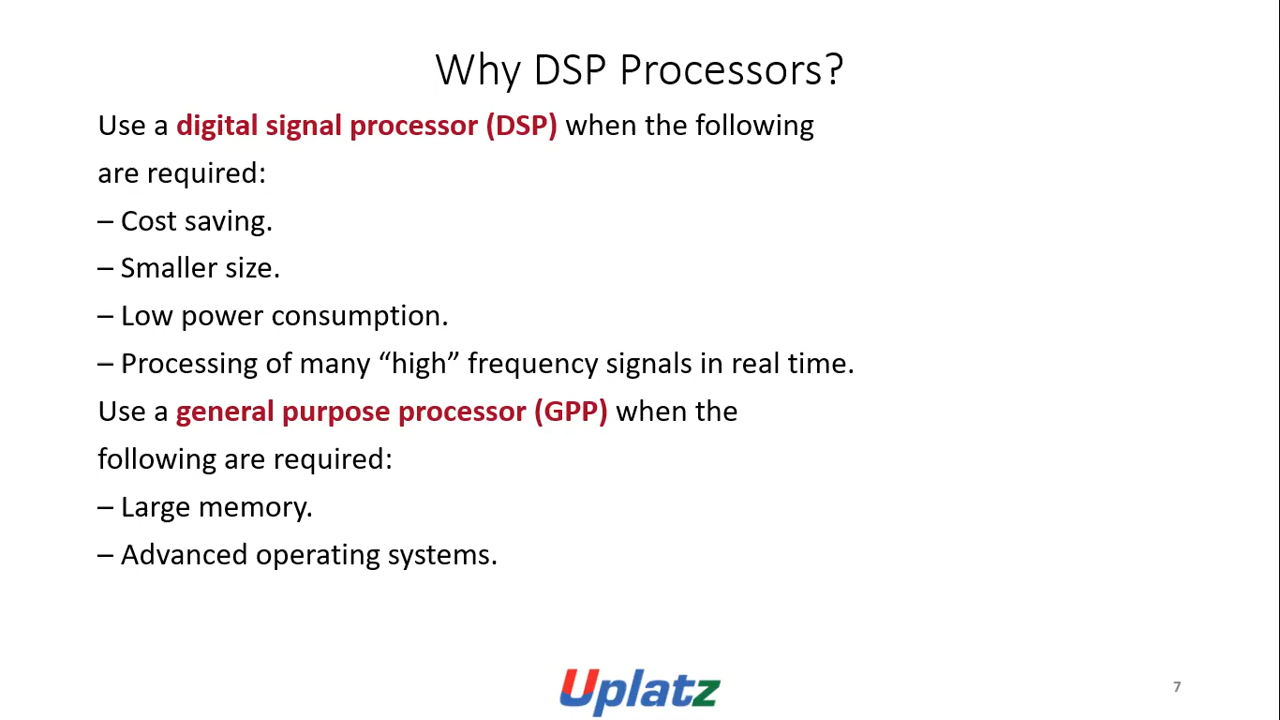 Why DSP Processors?
Use a digital signal processor (DSP) when the following
are required:
– Cost saving.
– Smaller size.
– Low power consumption.
– Processing of many “high” frequency signals in real time.
Use a general purpose processor (GPP) when the
following are required:
– Large memory.
– Advanced operating systems.
Uplatz
7